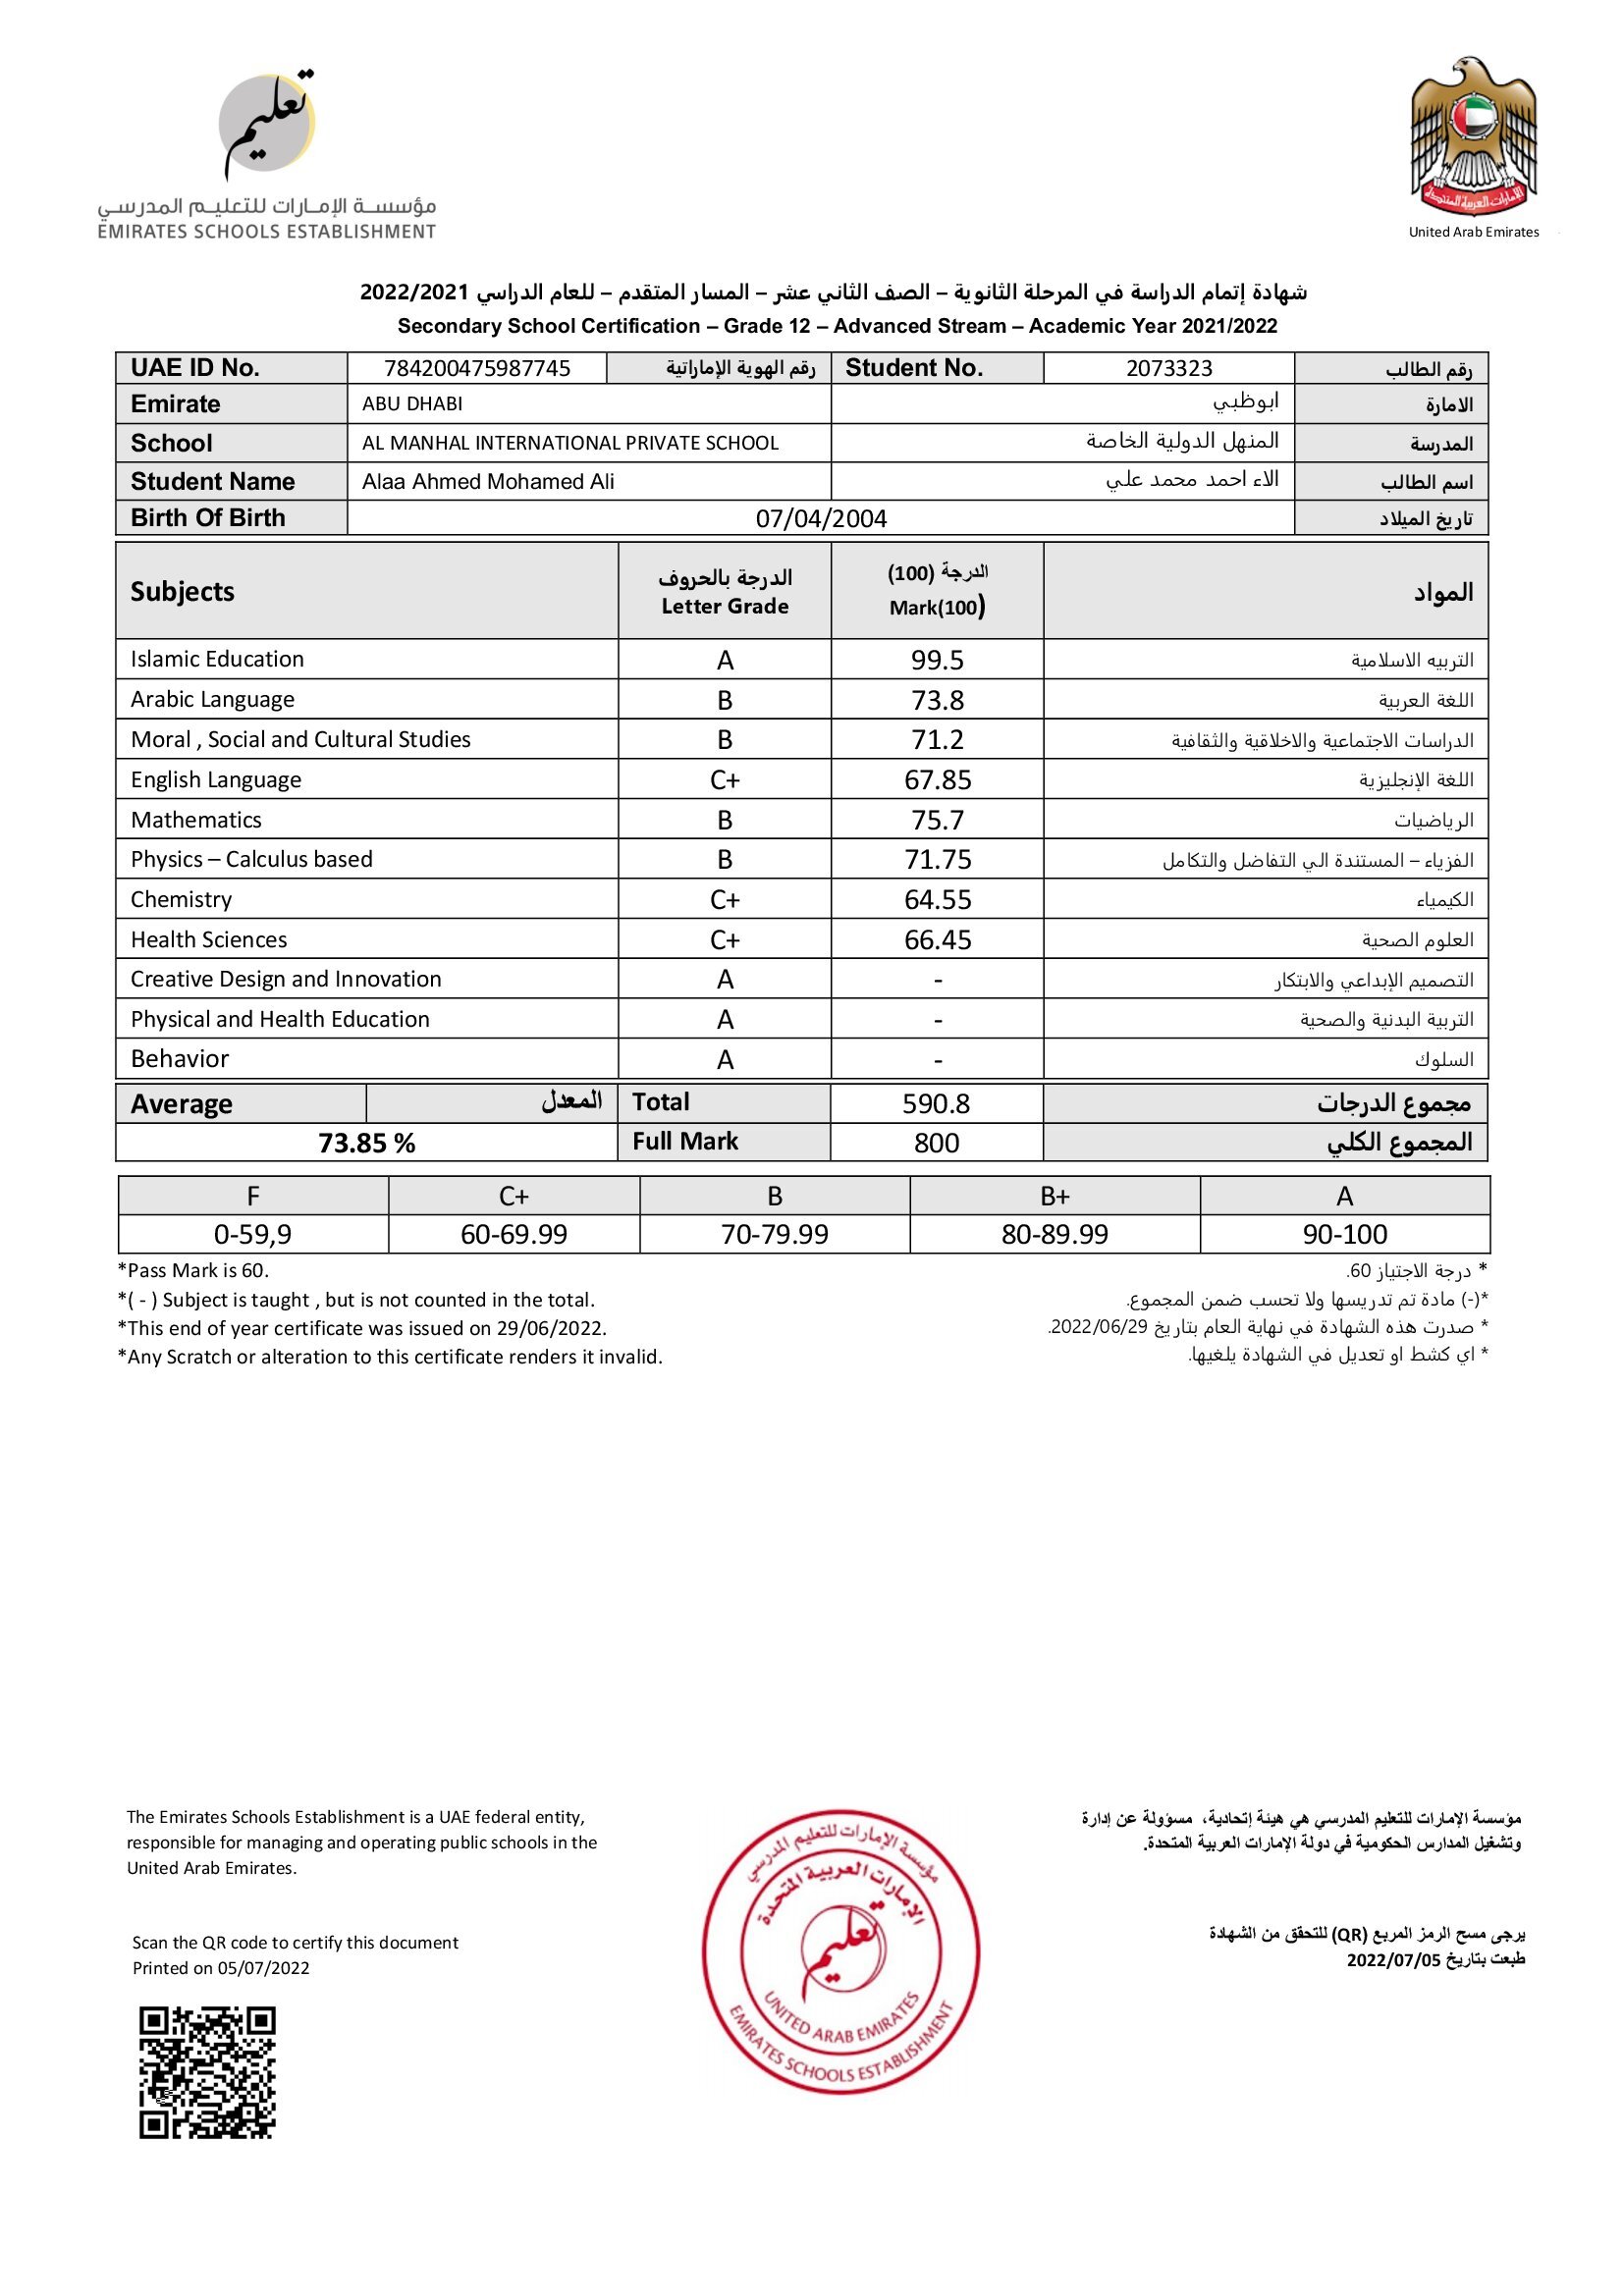 تعليم
مؤسسة الإمارات للتعليم المدرسي
EMIRATES SCHOOLS ESTABLISHMENT
الإمارات العربية المتحدة
United Arab Emirates
شهادة إتمام الدراسة في المرحلة الثانوية – الصف الثاني عشر – المسار المتقدم – للعام الدراسي 2022/2021
Secondary School Certification – Grade 12 – Advanced Stream – Academic Year 2021/2022
UAE ID No. 784200475987745 رقم الهوية الإماراتية Student No. 2073323 رقم الطالب
Emirate ABU DHABI ابوظبي الامارة
School AL MANHAL INTERNATIONAL PRIVATE SCHOOL المنهل الدولية الخاصة المدرسة
Student Name Alaa Ahmed Mohamed Ali الاء احمد محمد علي اسم الطالب
Birth Of Birth 07/04/2004 تاريخ الميلاد
Subjects الدرجة بالحروف Letter Grade الدرجة (100) Mark(100) المواد
Islamic Education A 99.5 التربيه الاسلامية
Arabic Language B 73.8 اللغة العربية
Moral , Social and Cultural Studies B 71.2 الدراسات الاجتماعية والاخلاقية والثقافية
English Language C+ 67.85 اللغة الإنجليزية
Mathematics B 75.7 الرياضيات
Physics – Calculus based B 71.75 الفزياء – المستندة الي التفاضل والتكامل
Chemistry C+ 64.55 الكيمياء
Health Sciences C+ 66.45 العلوم الصحية
Creative Design and Innovation A - التصميم الإبداعي والابتكار
Physical and Health Education A - التربية البدنية والصحية
Behavior A - السلوك
Average المعدل Total 590.8 مجموع الدرجات
73.85 % Full Mark 800 المجموع الكلي
F C+ B B+ A
0-59,9 60-69.99 70-79.99 80-89.99 90-100
*Pass Mark is 60. * درجة الاجتياز 60.
*( - ) Subject is taught , but is not counted in the total. *(-) مادة تم تدريسها ولا تحسب ضمن المجموع.
*This end of year certificate was issued on 29/06/2022. * صدرت هذه الشهادة في نهاية العام بتاريخ 2022/06/29.
*Any Scratch or alteration to this certificate renders it invalid. * اي كشط او تعديل في الشهادة يلغيها.
The Emirates Schools Establishment is a UAE federal entity,
responsible for managing and operating public schools in the
United Arab Emirates.
مؤسسة الإمارات للتعليم المدرسي هي هيئة إتحادية، مسؤولة عن إدارة
وتشغيل المدارس الحكومية في دولة الإمارات العربية المتحدة.
مؤسسة الإمارات للتعليم المدرسي
الإمارات العربية المتحدة
تعليم
UNITED ARAB EMIRATES
EMIRATES SCHOOLS ESTABLISHMENT
Scan the QR code to certify this document
Printed on 05/07/2022
يرجى مسح الرمز المربع (QR) للتحقق من الشهادة
طبعت بتاريخ 2022/07/05